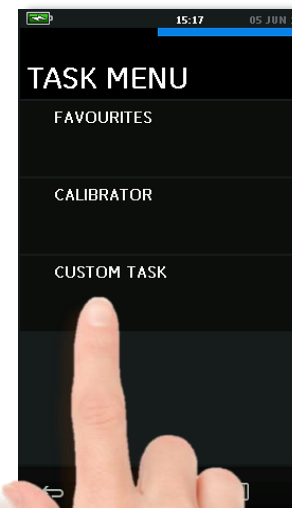 15:17 05 JUN
TASK MENU
FAVOURITES
CALIBRATOR
CUSTOM TASK